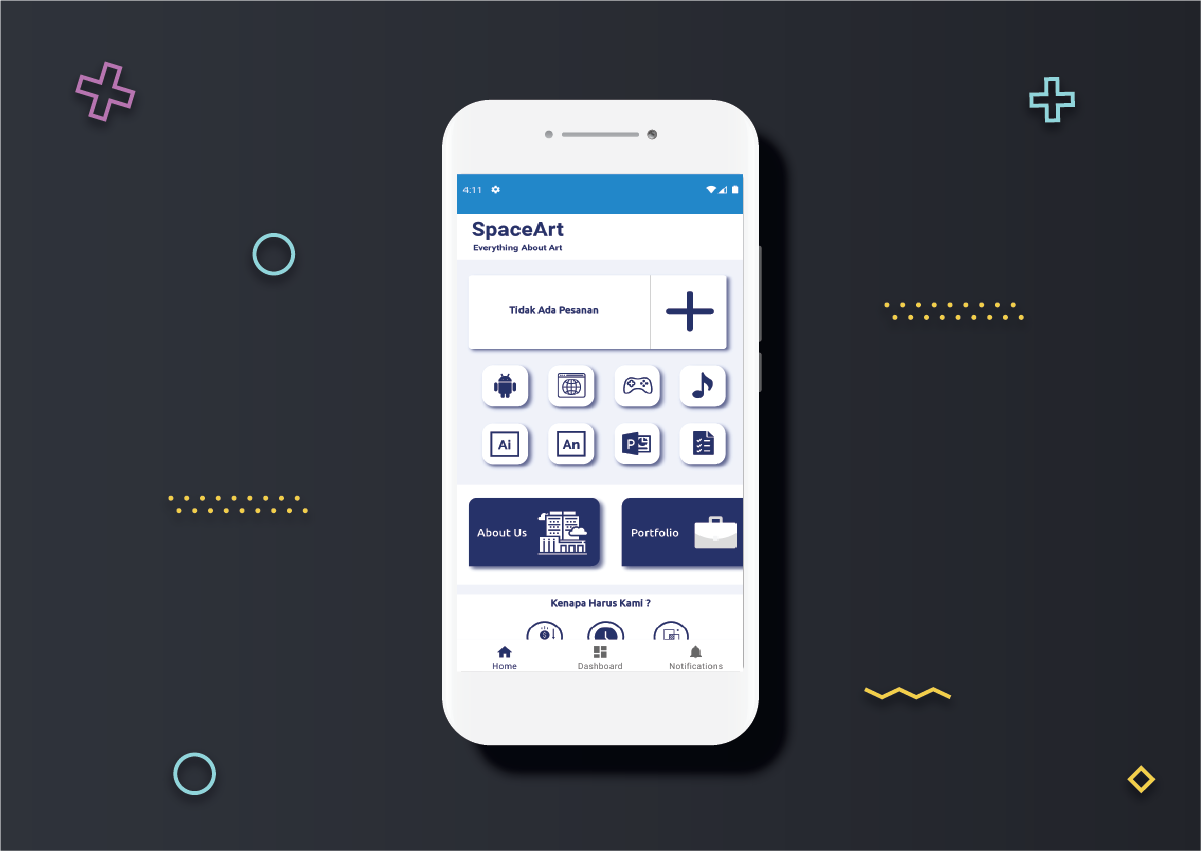 4:11
SpaceArt
Everything About Art
Tidak Ada Pesanan
Ai
An
P
About Us
Portfolio
Kenapa Harus Kami ?
Home
Dashboard
Notifications